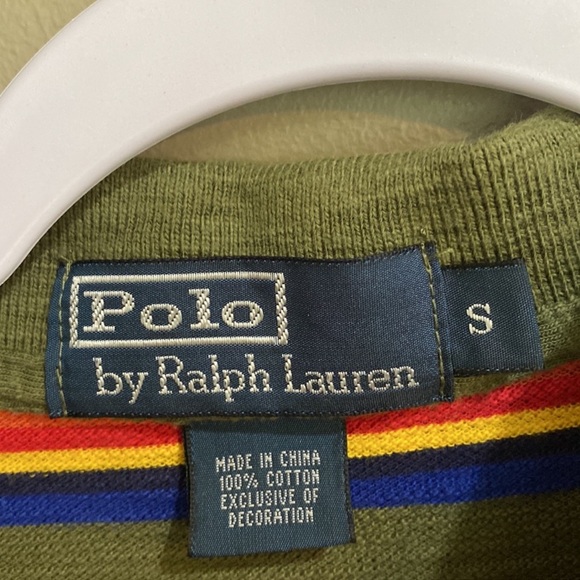 Polo
by Ralph Lauren
S
MADE IN CHINA
100% COTTON
EXCLUSIVE OF
DECORATION